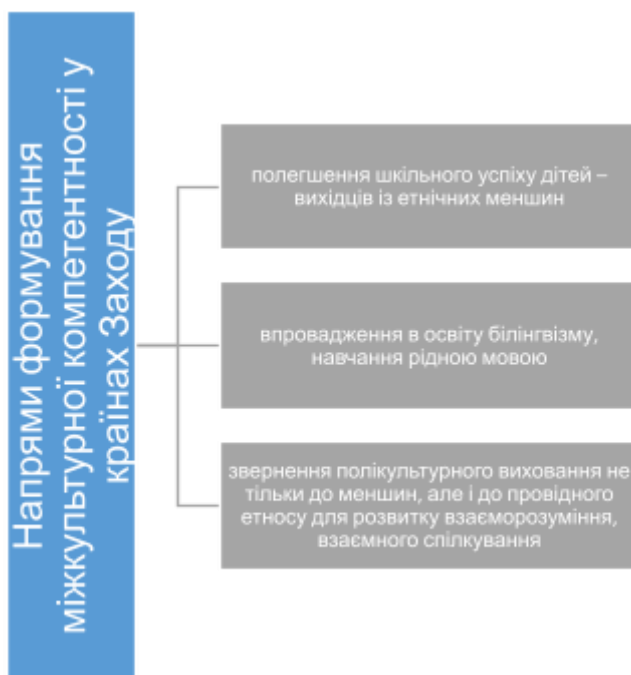 Напрями формування
міжкультурної компетентності у
країнах Заходу
полегшення шкільного успіху дітей –
вихідців із етнічних меншин
впровадження в освіту білінгвізму,
навчання рідною мовою
звернення полікультурного виховання не
тільки до меншин, але і до провідного
етносу для розвитку взаєморозуміння,
взаємного спілкування